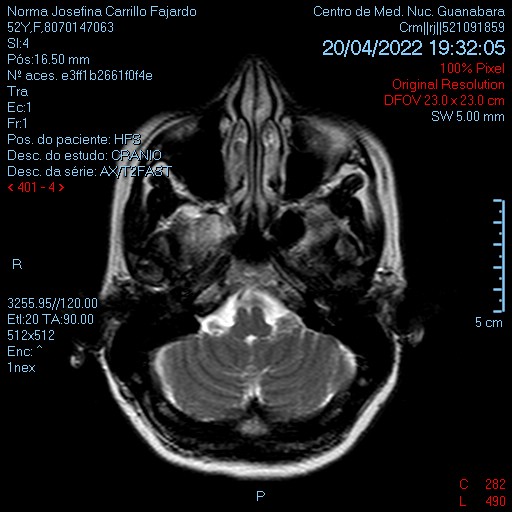 Norma Josefina Carrillo Fajardo
52Y,F,8070147063
Sl:4
Pós:16.50 mm
Nº aces. e3ff1b2661f0f4e
Tra
Ec:1
Fr:1
Pos. do paciente: HFS
Desc. do estudo: CRANIO
Desc. da série: AX/T2FAST
< 401 - 4 >
Centro de Med. Nuc. Guanabara
Crm||rj||521091859
20/04/2022 19:32:05
100% Pixel
Original Resolution
DFOV 23.0 x 23.0 cm
SW 5.00 mm
R
5 cm
3255.95//120.00
Etl:20 TA:90.00
512x512
Enc: ^
1nex
P
C 282
L 490